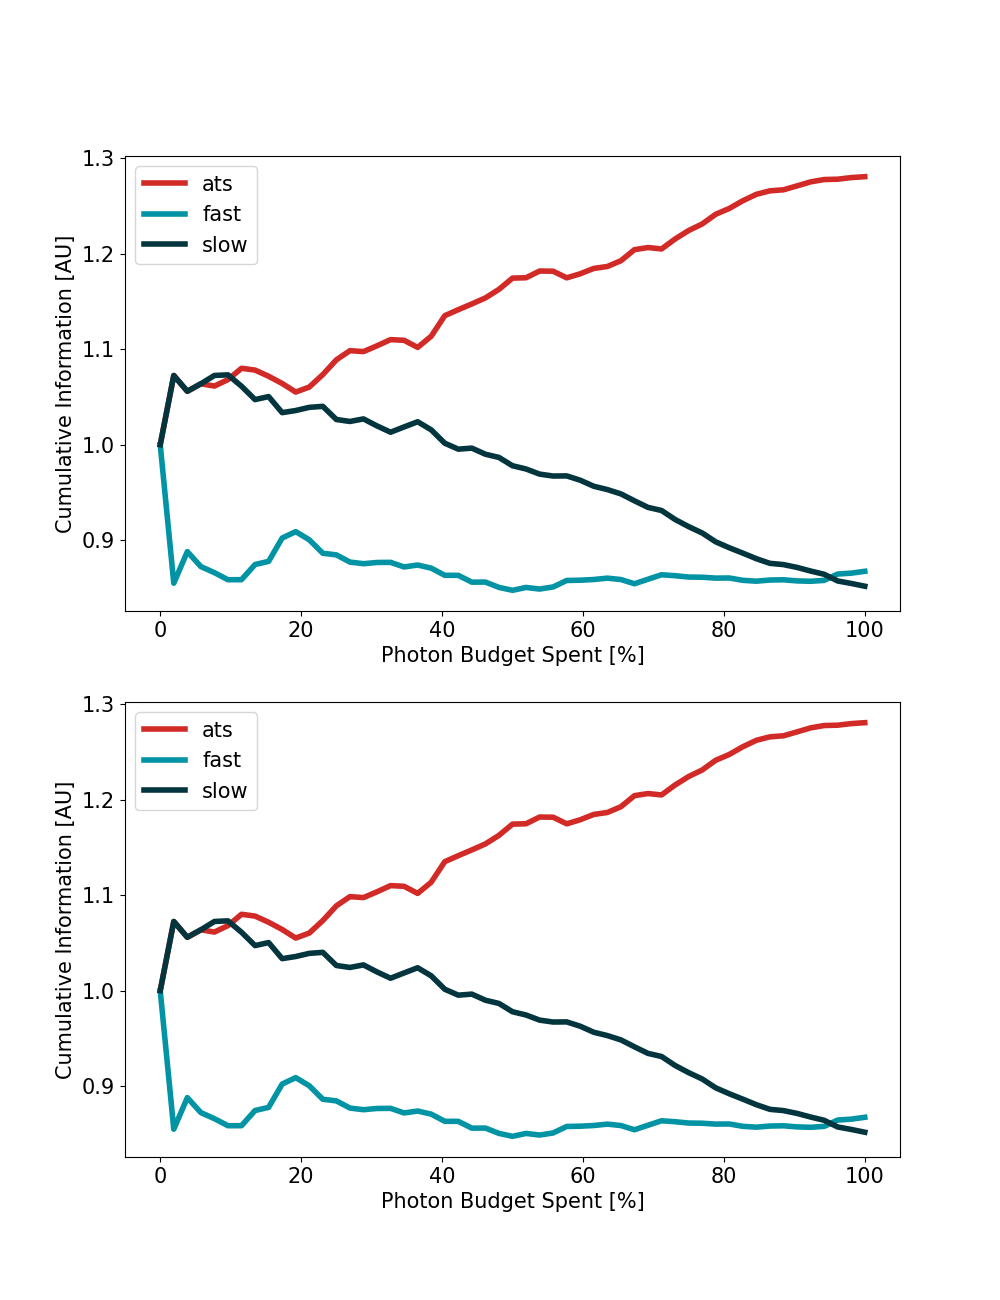 1.3
1.2
1.1
1.0
0.9
Cumulative Information [AU]
ats
fast
slow
0 20 40 60 80 100
Photon Budget Spent [%]
1.3
1.2
1.1
1.0
0.9
Cumulative Information [AU]
ats
fast
slow
0 20 40 60 80 100
Photon Budget Spent [%]